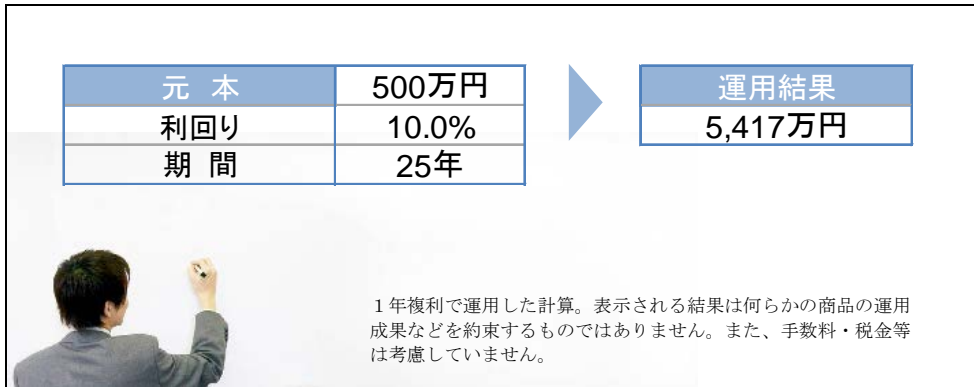 元 本 500万円
利回り 10.0%
期 間 25年
運用結果
5,417万円
1年複利で運用した計算。表示される結果は何らかの商品の運用
成果などを約束するものではありません。また、手数料・税金等
は考慮していません。